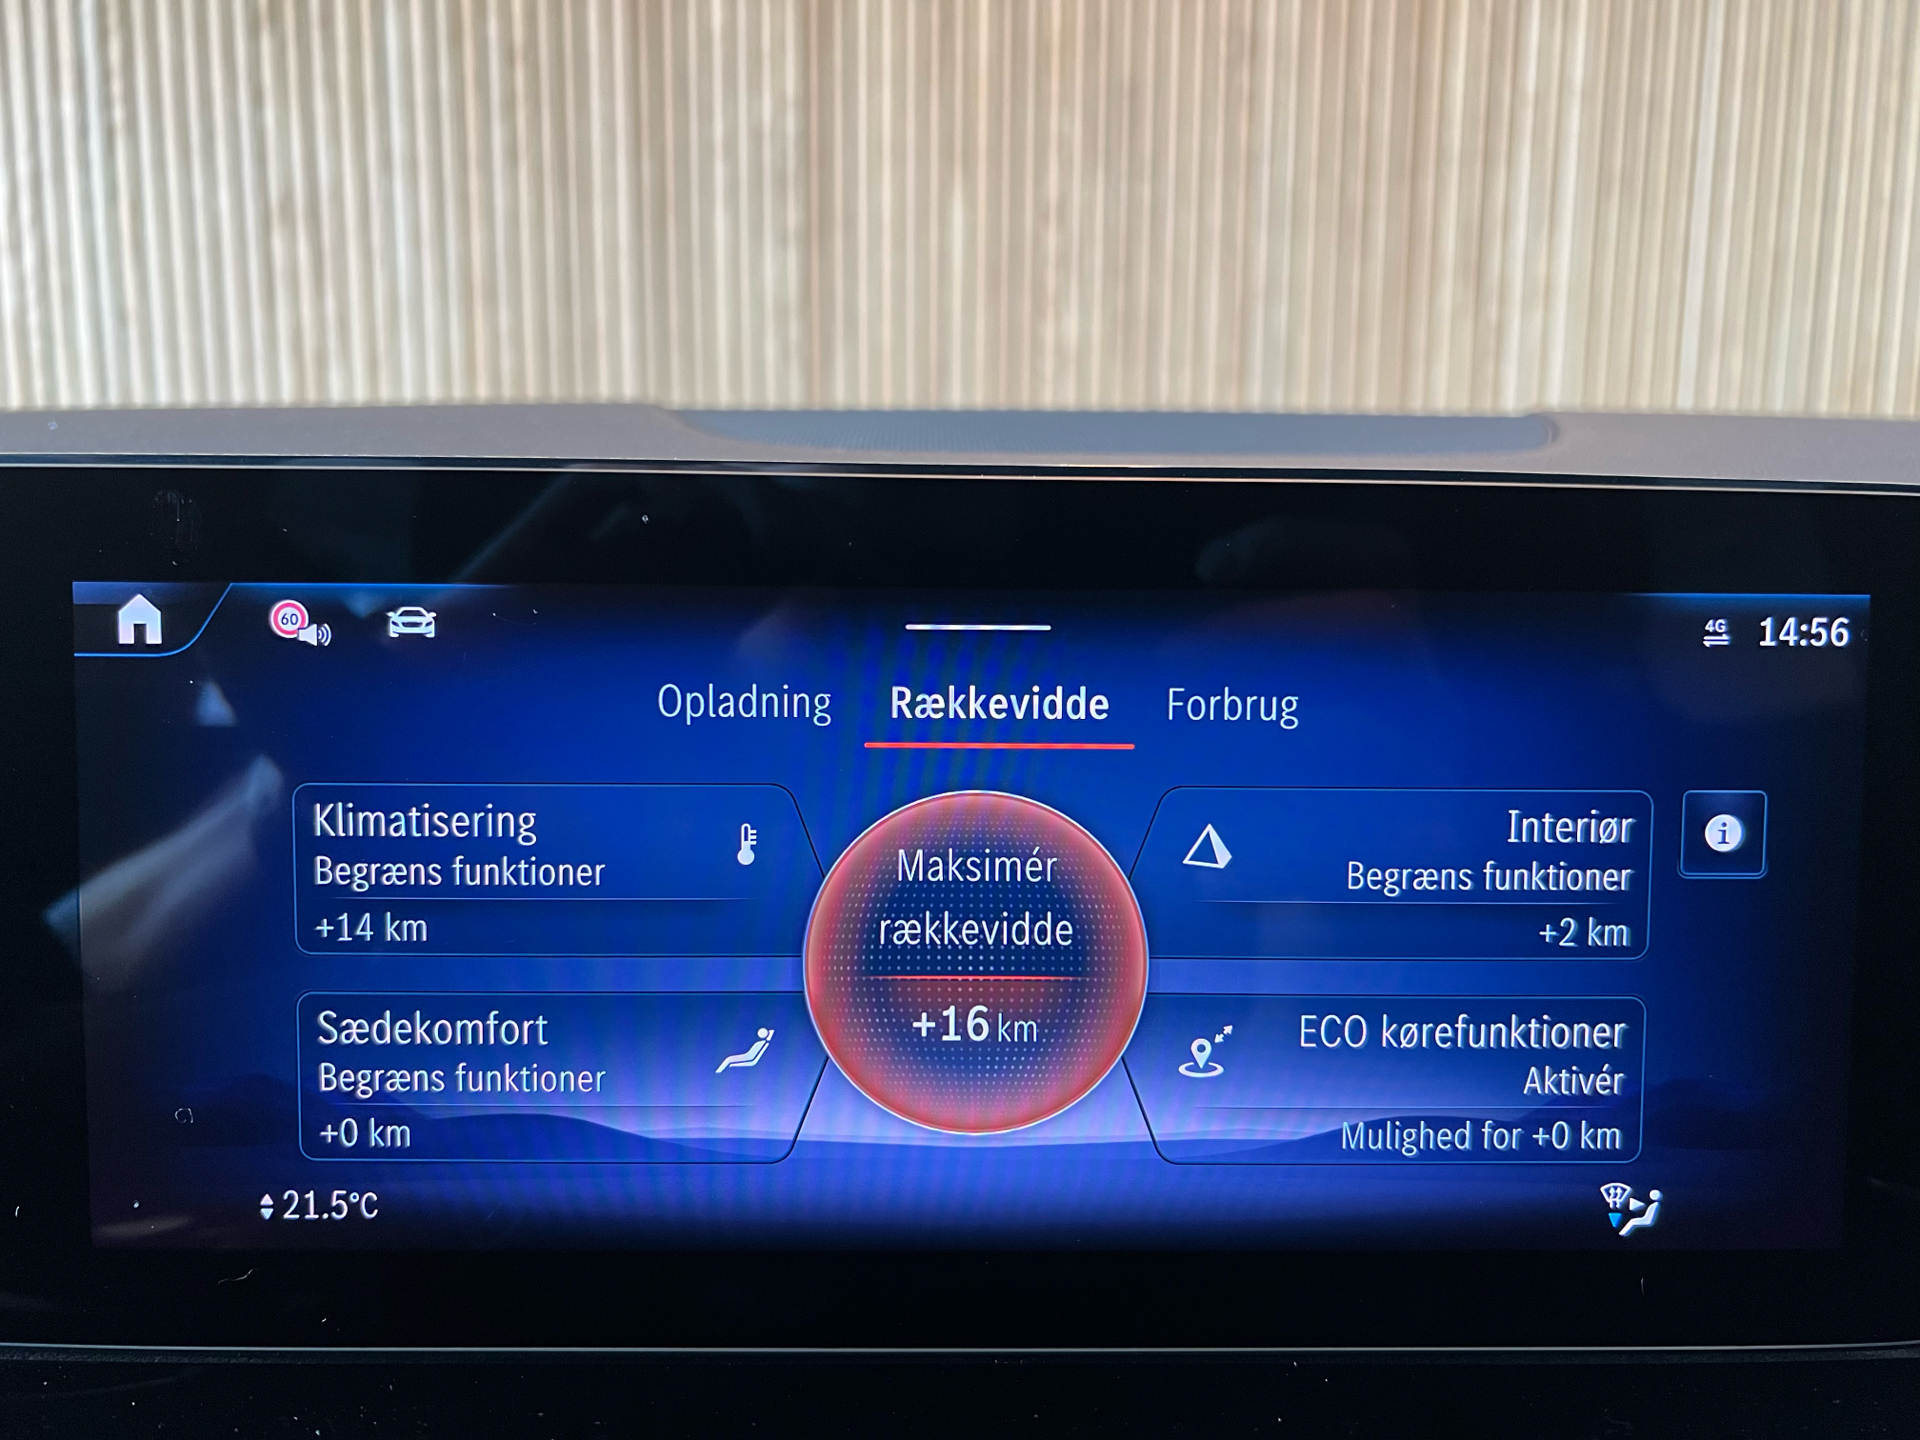 60
4G
14:56
Opladning
Rækkevidde
Forbrug
Klimatisering
Begræns funktioner
+14 km
Maksimér
rækkevidde
+16 km
Interiør
Begræns funktioner
+2 km
i
Sædekomfort
Begræns funktioner
+0 km
ECO kørefunktioner
Aktivér
Mulighed for +0 km
21.5°C